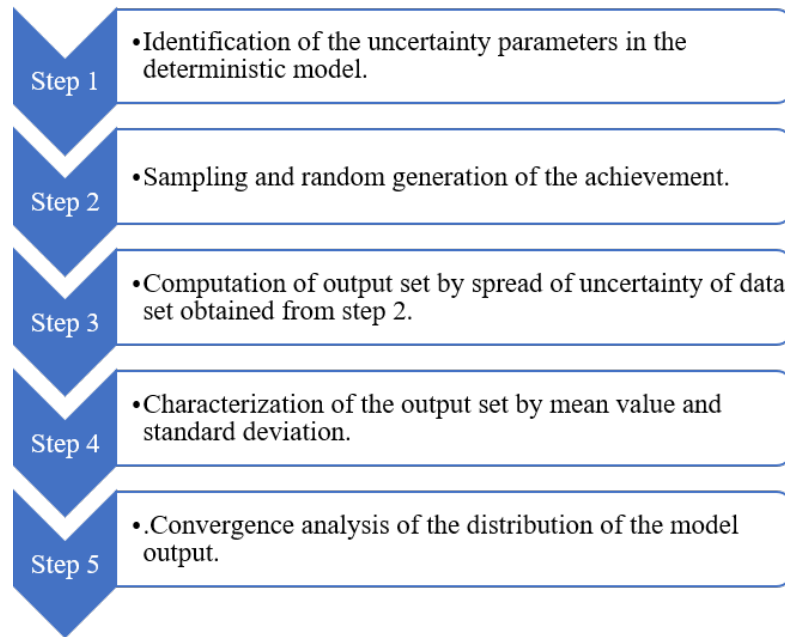 Step 1
•Identification of the uncertainty parameters in the
deterministic model.
Step 2
•Sampling and random generation of the achievement.
Step 3
•Computation of output set by spread of uncertainty of data
set obtained from step 2.
Step 4
•Characterization of the output set by mean value and
standard deviation.
Step 5
•.Convergence analysis of the distribution of the model
output.